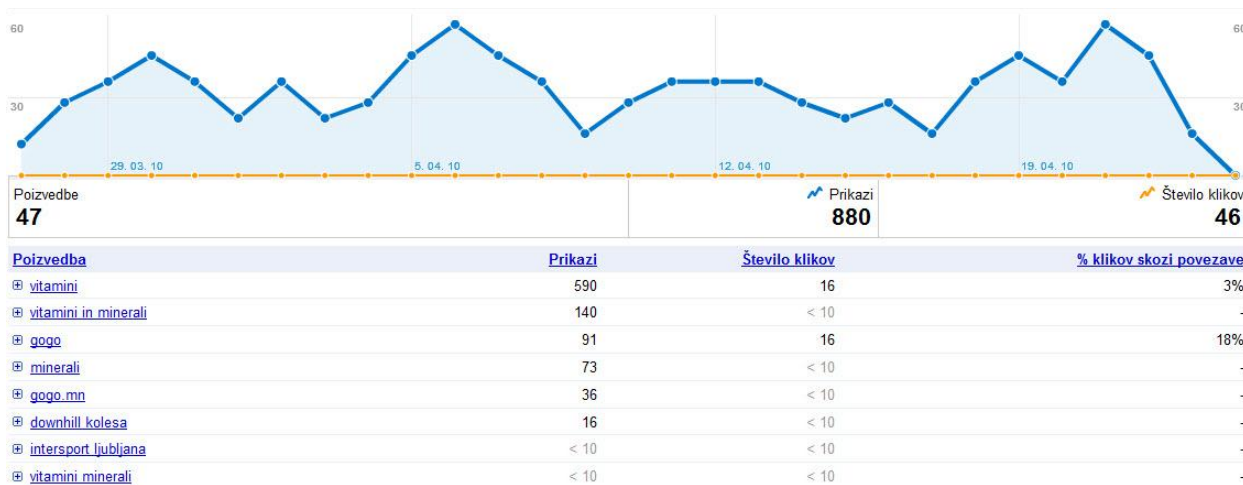 60 60
30 30
29. 03. 10 5. 04. 10 12. 04. 10 19. 04. 10
Poizvedbe Prikazi Število klikov
47 880 46
Poizvedba Prikazi Število klikov % klikov skozi povezave
vitamini 590 16 3%
vitamini in minerali 140 < 10 -
gogo 91 16 18%
minerali 73 < 10 -
gogo.mn 36 < 10 -
downhill kolesa 16 < 10 -
intersport ljubljana < 10 < 10 -
vitamini minerali < 10 < 10 -